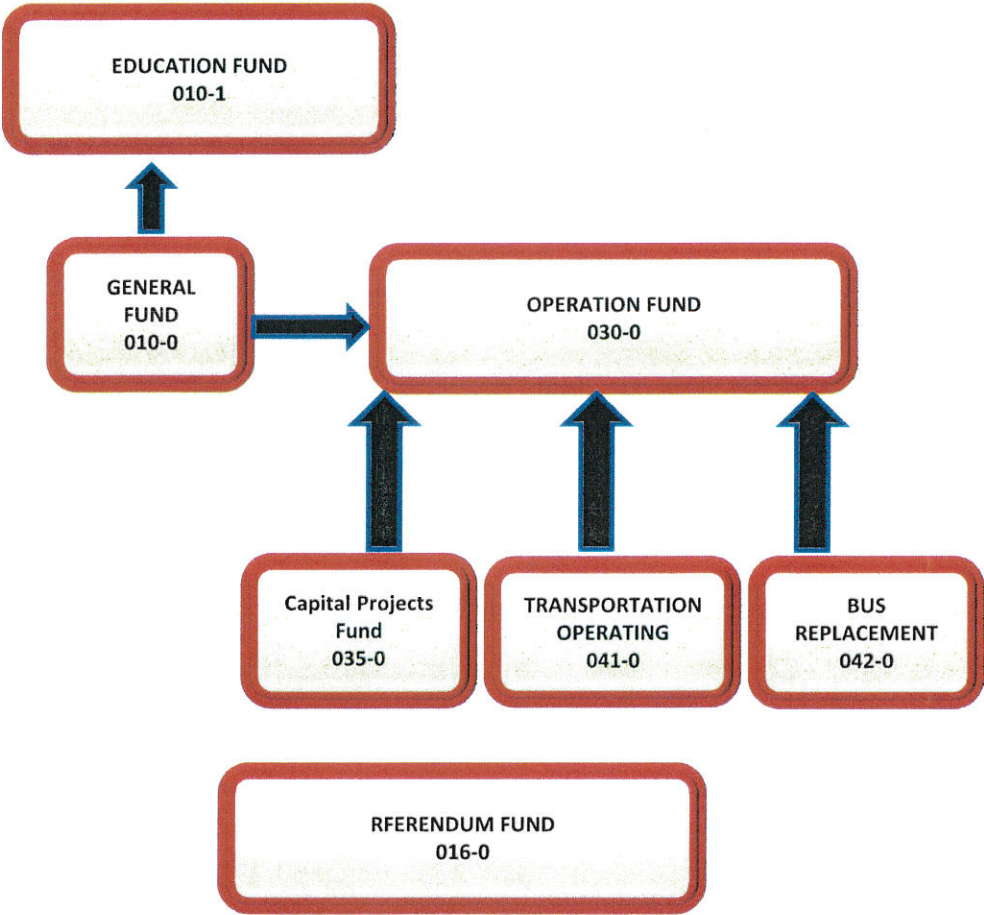 EDUCATION FUND
010-1
GENERAL
FUND
010-0
OPERATION FUND
030-0
Capital Projects
Fund
035-0
TRANSPORTATION
OPERATING
041-0
BUS
REPLACEMENT
042-0
RFERENDUM FUND
016-0